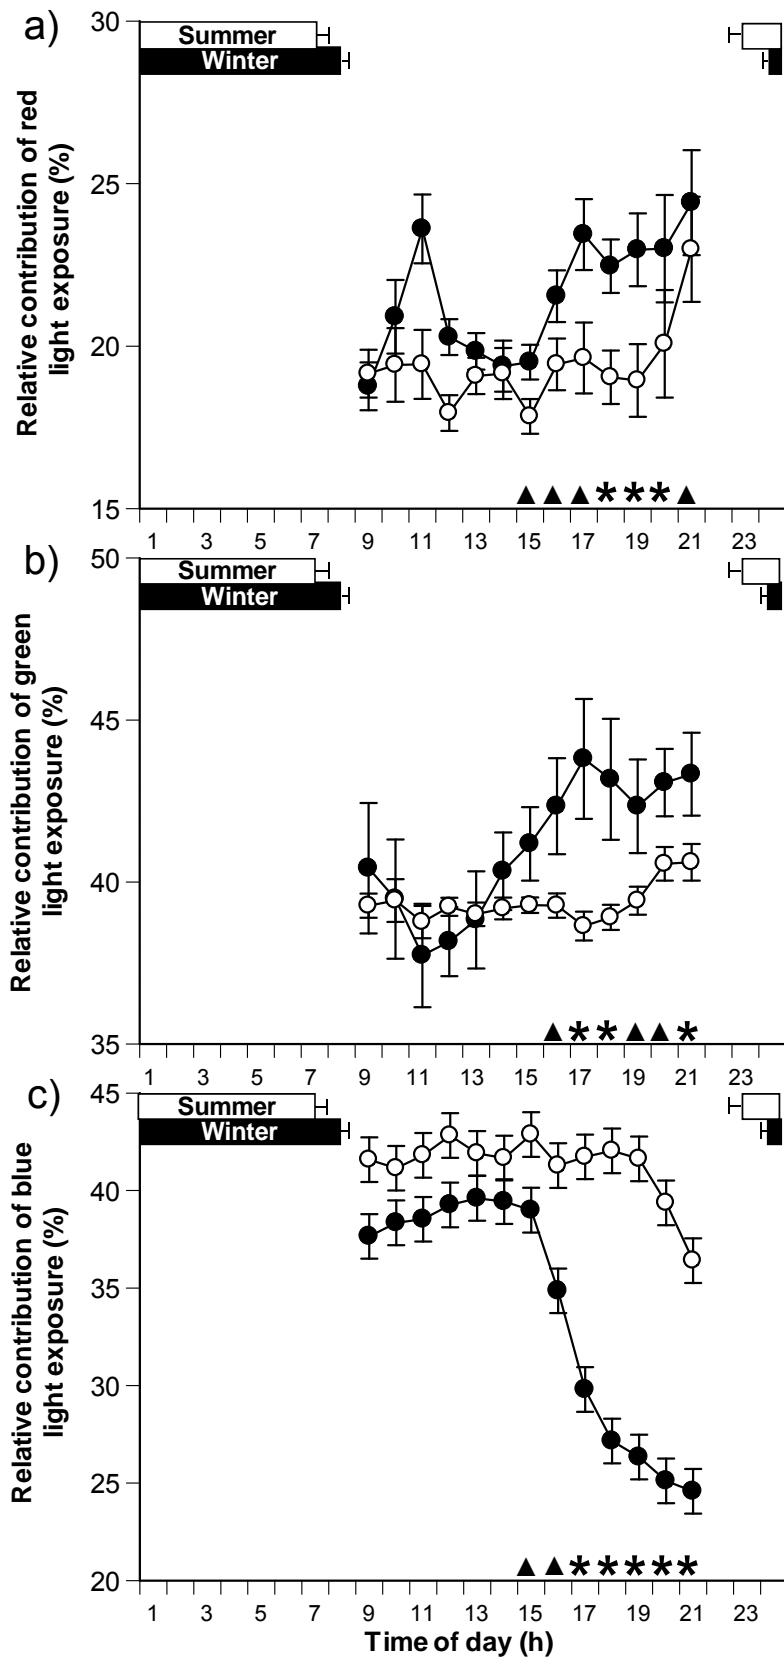 a)
30
Summer
Winter
25
20
15
Relative contribution of red
light exposure (%)
1 3 5 7 9 11 13 15 17 19 21 23
b)
50
Summer
Winter
45
40
35
Relative contribution of green
light exposure (%)
1 3 5 7 9 11 13 15 17 19 21 23
c)
45
Summer
Winter
40
35
30
25
20
Relative contribution of blue
light exposure (%)
1 3 5 7 9 11 13 15 17 19 21 23
Time of day (h)